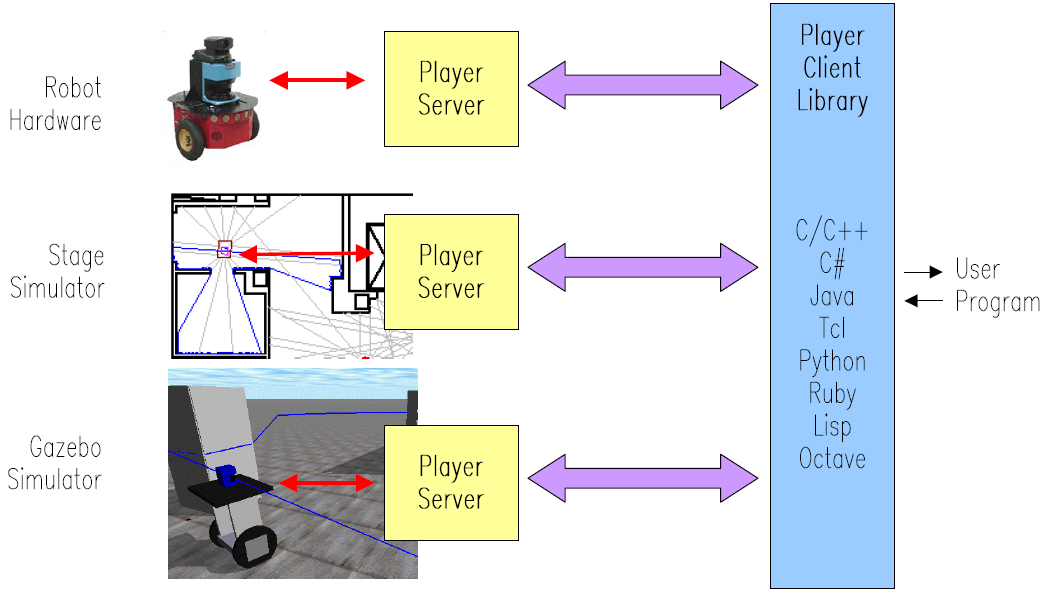 Robot
Hardware
Player
Server
Player
Client
Library
Stage
Simulator
Player
Server
C/C++
C#
Java
Tcl
Python
Ruby
Lisp
Octave
User
Program
Gazebo
Simulator
Player
Server